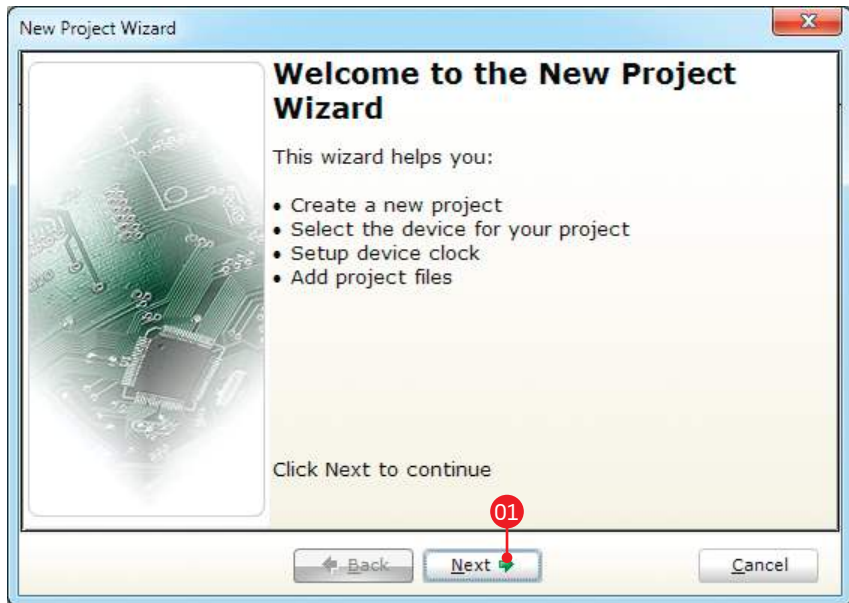 New Project Wizard
Welcome to the New Project
Wizard
This wizard helps you:
• Create a new project
• Select the device for your project
• Setup device clock
• Add project files
Click Next to continue
01
Back Next Cancel